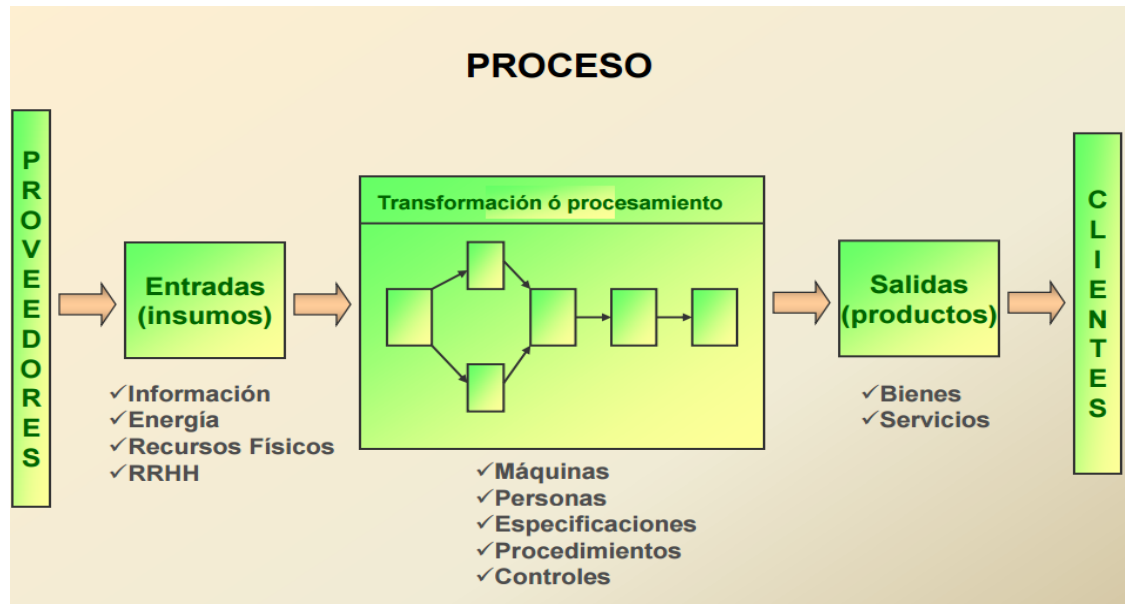 PROCESO
PROVEEDORES
Entradas
(insumos)
✓Información
✓Energía
✓Recursos Físicos
✓RRHH
Transformación ó procesamiento
✓Máquinas
✓Personas
✓Especificaciones
✓Procedimientos
✓Controles
Salidas
(productos)
✓Bienes
✓Servicios
CLIENTES